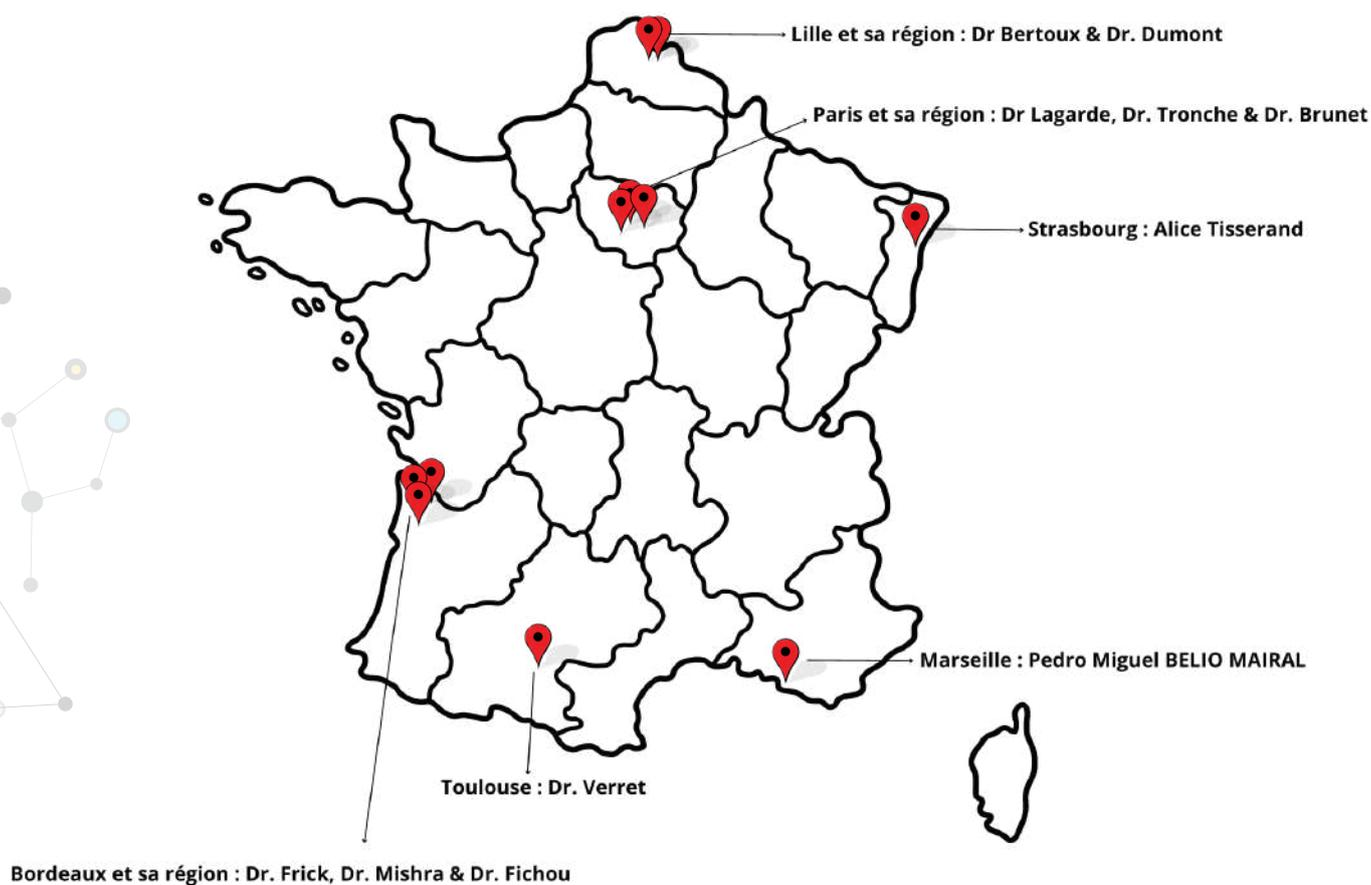 Lille et sa région : Dr Bertoux & Dr. Dumont
Paris et sa région : Dr Lagarde, Dr. Tronche & Dr. Brunet
Strasbourg : Alice Tisserand
Marseille : Pedro Miguel BELIO MAIRAL
Toulouse : Dr. Verret
Bordeaux et sa région : Dr. Frick, Dr. Mishra & Dr. Fichou